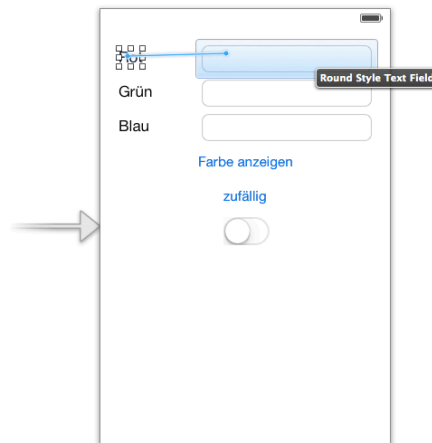 Round Style Text Field
Grün
Blau
Farbe anzeigen
zufällig